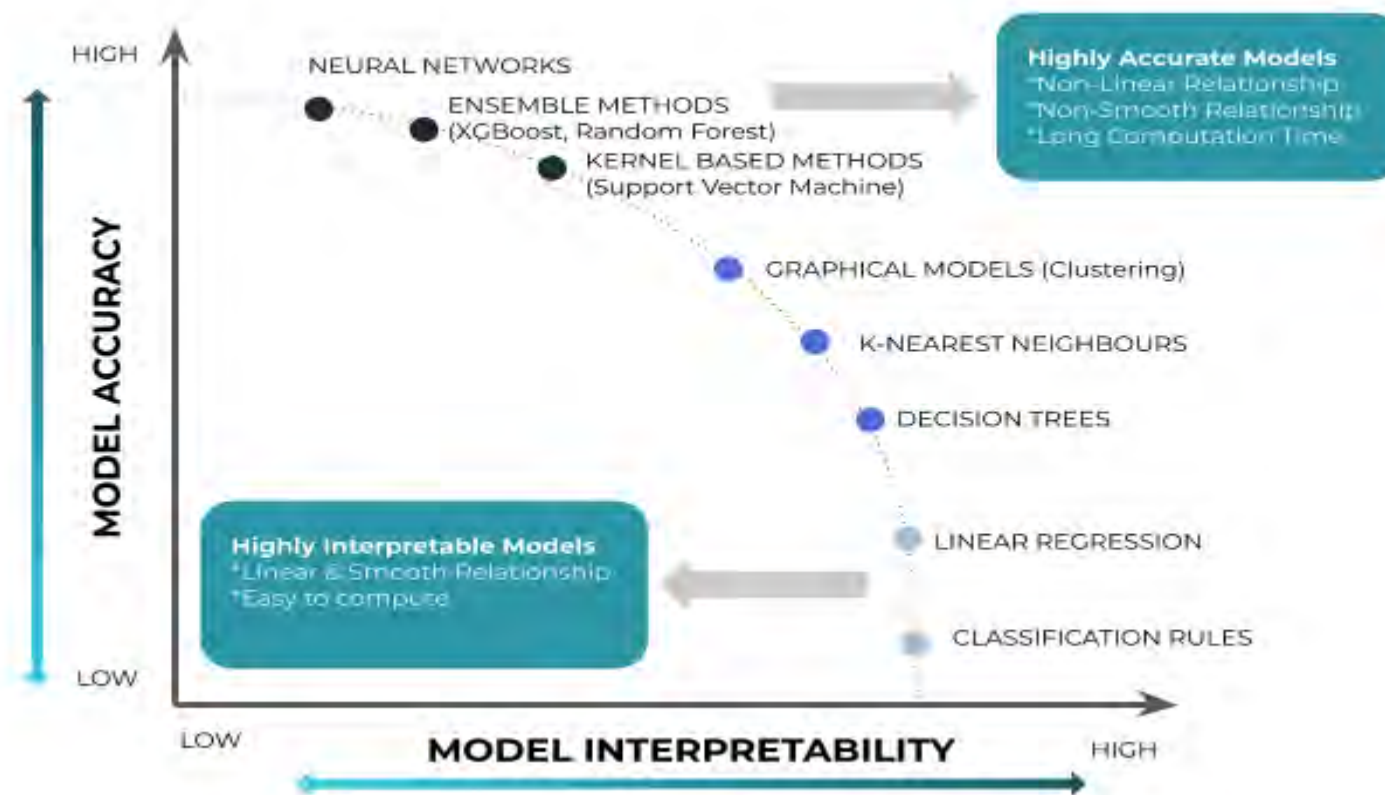 HIGH
NEURAL NETWORKS
ENSEMBLE METHODS
(XGBoost, Random Forest)
KERNEL BASED METHODS
(Support Vector Machine)
Highly Accurate Models
*Non-Linear Relationship
*Non-Smooth Relationship
*Long Computation Time
GRAPHICAL MODELS (Clustering)
K-NEAREST NEIGHBOURS
DECISION TREES
MODEL ACCURACY
Highly Interpretable Models
*Linear & Smooth Relationship
*Easy to compute
LINEAR REGRESSION
CLASSIFICATION RULES
LOW
LOW
MODEL INTERPRETABILITY
HIGH